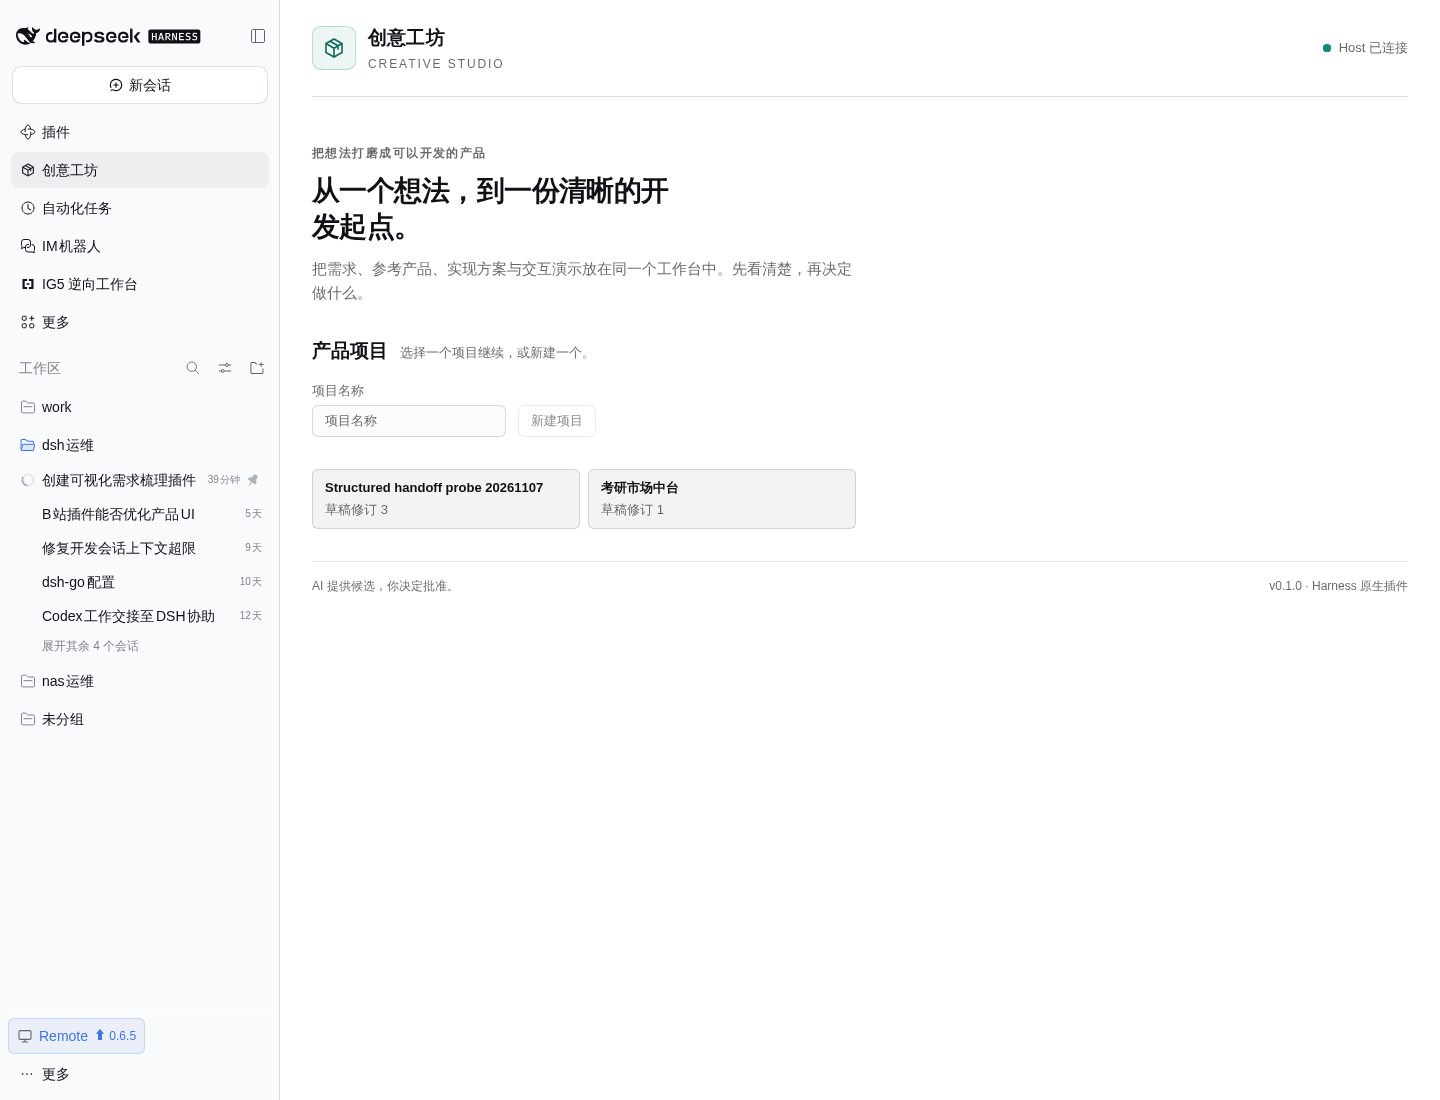 deepseek HARNESS
新会话
插件
创意工坊
自动化任务
IM机器人
IG5 逆向工作台
更多
工作区
work
dsh运维
创建可视化需求梳理插件 39分钟
B站插件能否优化产品UI 5天
修复开发会话上下文超限 9天
dsh-go配置 10天
Codex工作交接至DSH协助 12天
展开其余 4 个会话
nas运维
未分组
Remote 0.6.5
更多
创意工坊
CREATIVE STUDIO
Host 已连接
把想法打磨成可以开发的产品
从一个想法，到一份清晰的开
发起点。
把需求、参考产品、实现方案与交互演示放在同一个工作台中。先看清楚，再决定
做什么。
产品项目 选择一个项目继续，或新建一个。
项目名称
项目名称 新建项目
Structured handoff probe 20261107
草稿修订 3
考研市场中台
草稿修订 1
AI 提供候选，你决定批准。
v0.1.0 · Harness 原生插件